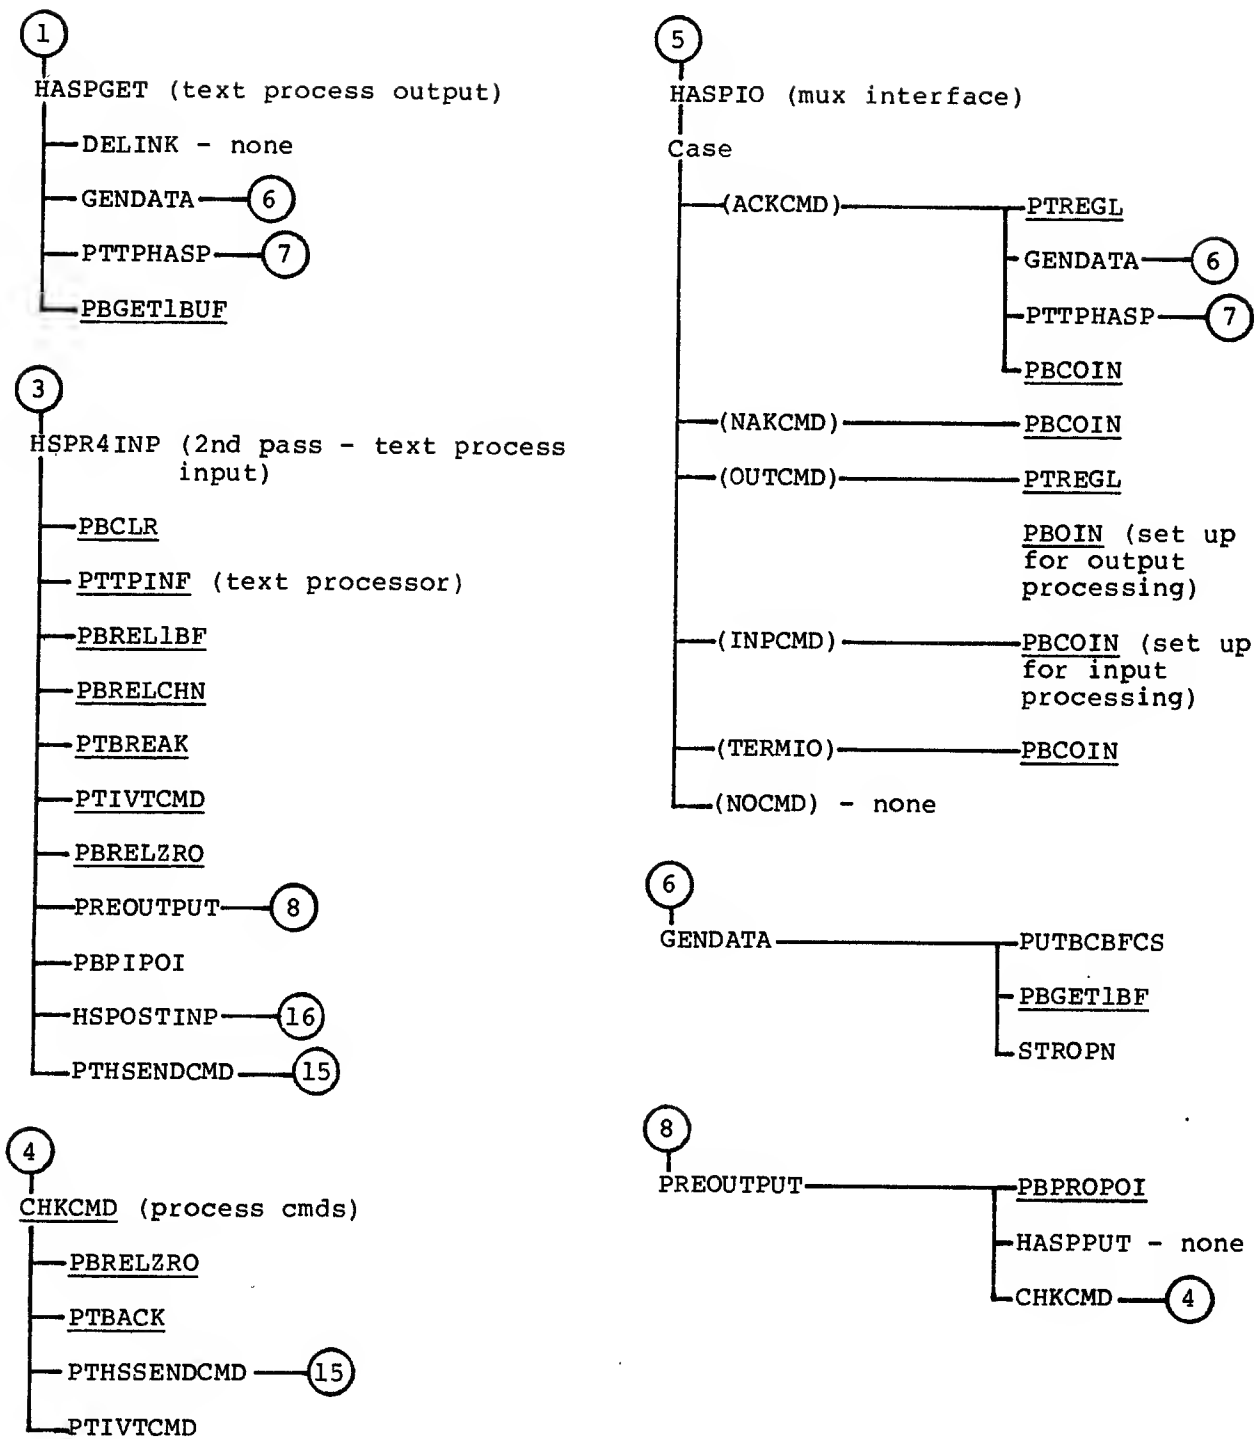 1
HASPGET (text process output)
DELINK - none
GENDATA 6
PTTPHASP 7
PBGET1BUF
3
HSPR4INP (2nd pass - text process
input)
PBCLR
PTTPINF (text processor)
PBREL1BF
PBRELCHN
PTBREAK
PTIVTCMD
PBRELZRO
PREOUTPUT 8
PBPIPOI
HSPOSTINP 16
PTHSENDCMD 15
4
CHKCMD (process cmds)
PBRELZRO
PTBACK
PTHSSENDCMD 15
PTIVTCMD
5
HASPIO (mux interface)
Case
(ACKCMD) PTREGL
GENDATA 6
PTTPHASP 7
PBCOIN
(NAKCMD) PBCOIN
(OUTCMD) PTREGL
PBOIN (set up
for output
processing)
(INPCMD) PBCOIN (set up
for input
processing)
(TERMIO) PBCOIN
(NOCMD) - none
6
GENDATA PUTBCBFCS
PBGET1BF
STROPN
8
PREOUTPUT PBPROPOI
HASPPUT - none
CHKCMD 4